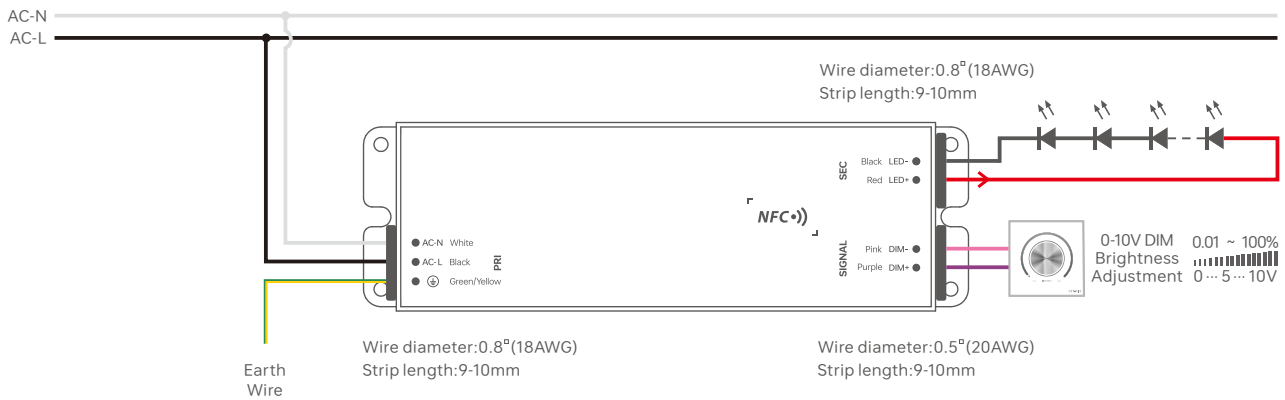 AC-N
AC-L
Wire diameter:0.8□(18AWG)
Strip length:9-10mm
SEC
Black LED-
Red LED+
NFC
AC-N White
AC-L Black
Green/Yellow
PRI
SIGNAL
Pink DIM-
Purple DIM+
0-10V DIM
Brightness
Adjustment
0.01 ~ 100%
0 ··· 5 ··· 10V
Wire diameter:0.8□(18AWG)
Strip length:9-10mm
Wire diameter:0.5□(20AWG)
Strip length:9-10mm
Earth
Wire